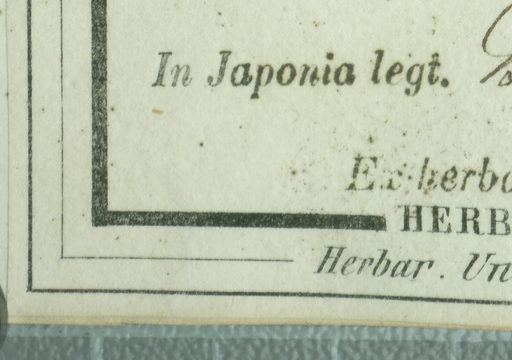 In Japonia legt.
Ex herb
HERB
Herbar. Un